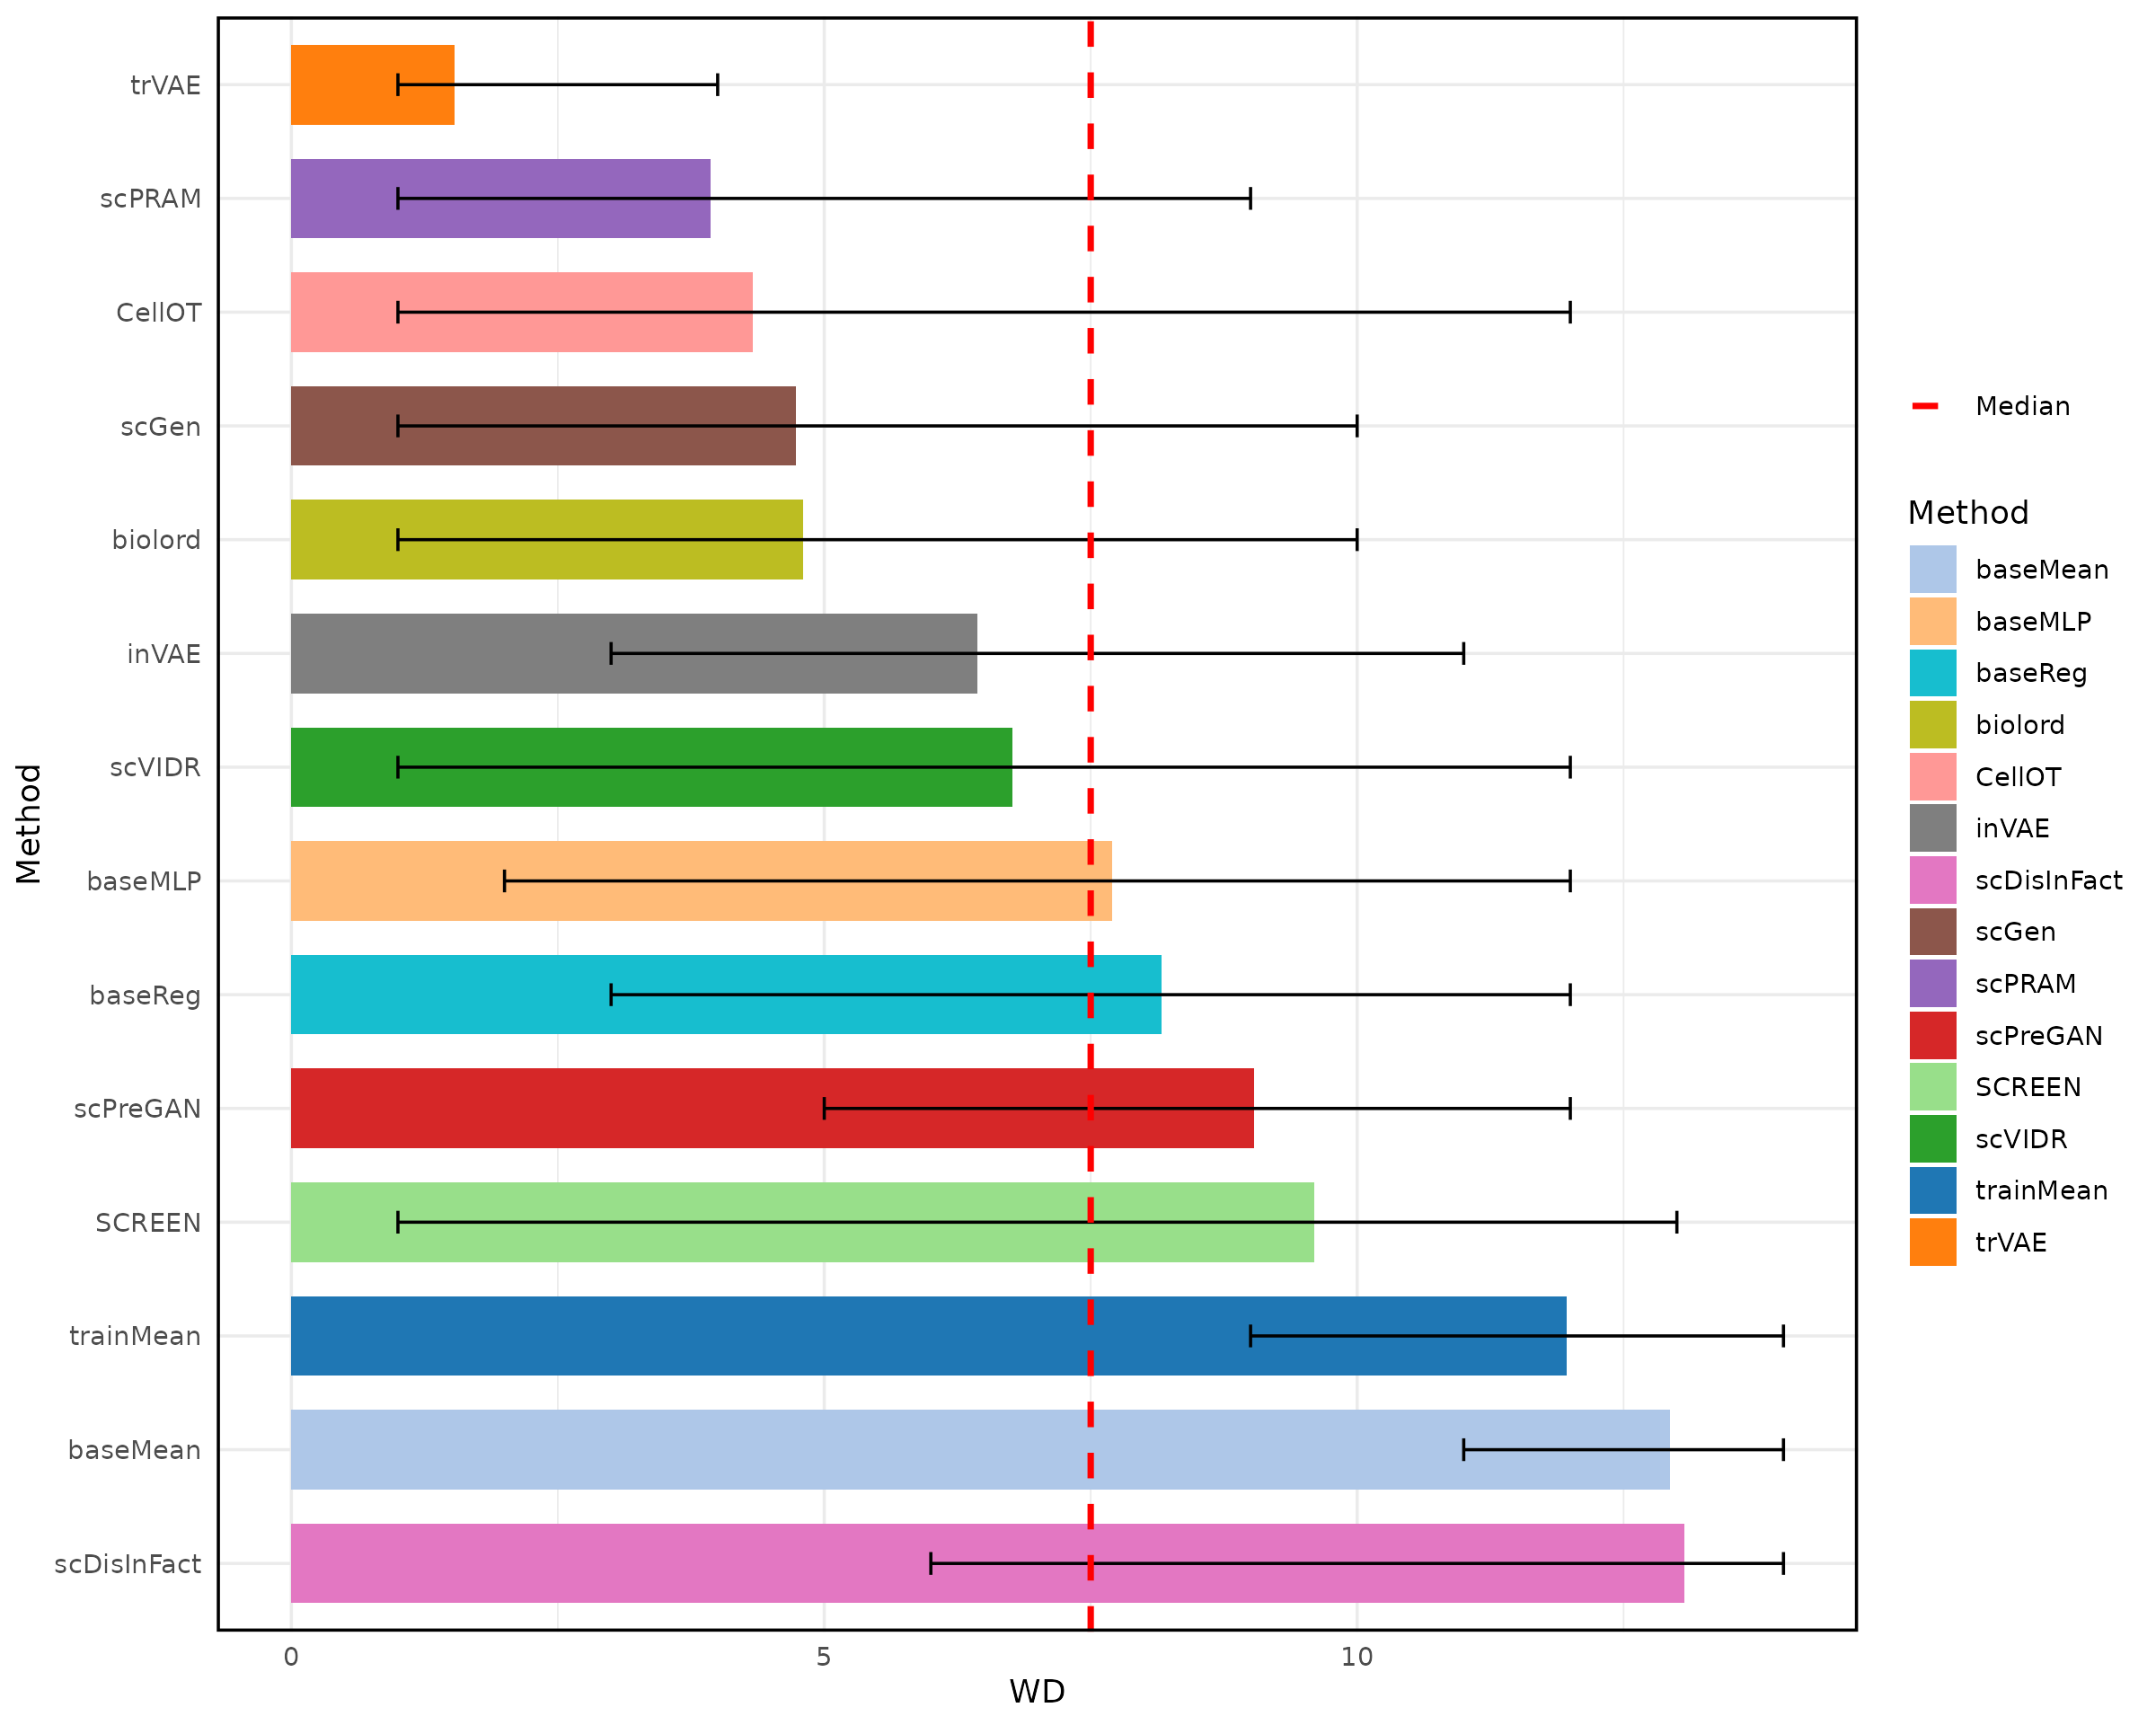 Method
trVAE
scPRAM
CellOT
scGen
biolord
inVAE
scVIDR
baseMLP
baseReg
scPreGAN
SCREEN
trainMean
baseMean
scDisInFact
0 5 10
WD
Median
Method
baseMean
baseMLP
baseReg
biolord
CellOT
inVAE
scDisInFact
scGen
scPRAM
scPreGAN
SCREEN
scVIDR
trainMean
trVAE